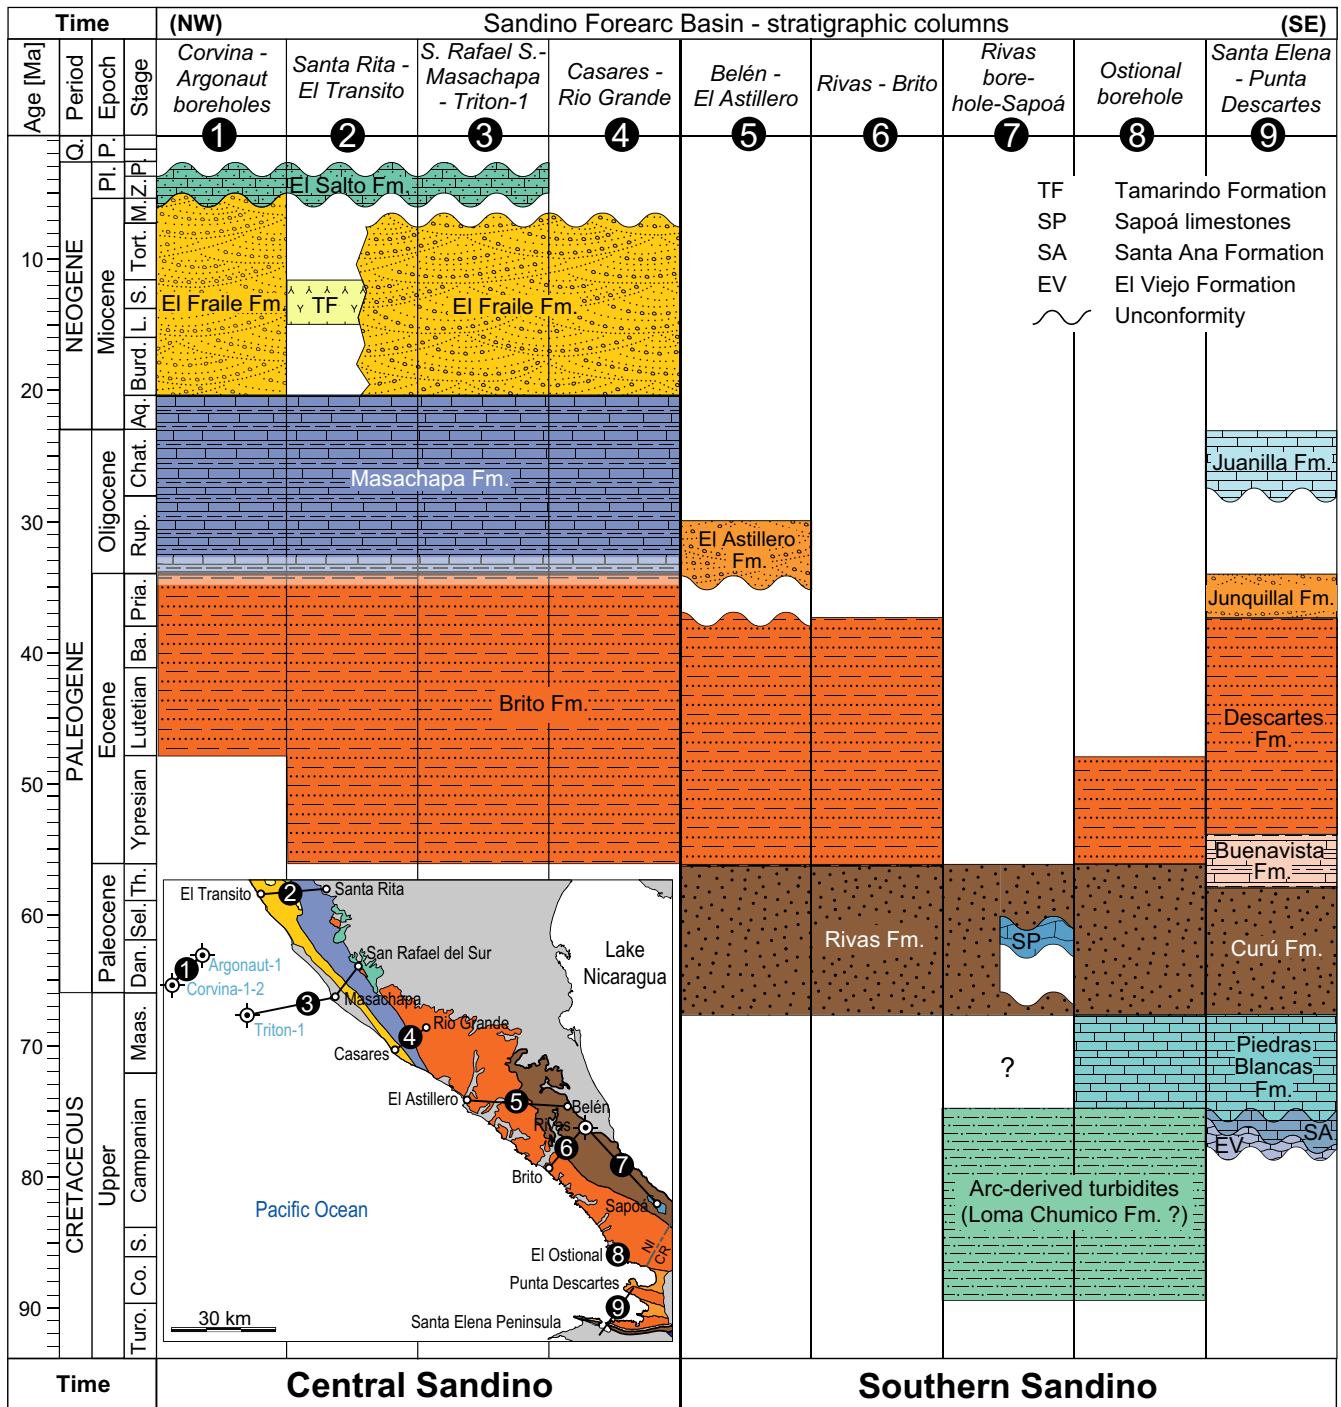 Time
(NW)
Sandino Forearc Basin - stratigraphic columns
(SE)
Age [Ma]
Period
Epoch
Stage
Corvina -
Argonaut
boreholes
1
Santa Rita -
El Transito
2
S. Rafael S.-
Masachapa
- Triton-1
3
Casares -
Rio Grande
4
Belén -
El Astillero
5
Rivas - Brito
6
Rivas
bore-
hole-Sapoá
7
Ostional
borehole
8
Santa Elena
- Punta
Descartes
9
10
20
30
40
50
60
70
80
90
Q.
NEOGENE
PALEOGENE
CRETACEOUS
P.
Pl.
Miocene
Oligocene
Eocene
Paleocene
Upper
P.
Z.
M.
Tort.
S.
L.
Burd.
Aq.
Chat.
Rup.
Pria.
Ba.
Lutetian
Ypresian
Th.
Sel.
Dan.
Maas.
Campanian
S.
Co.
Turo.
TF Tamarindo Formation
SP Sapoá limestones
SA Santa Ana Formation
EV El Viejo Formation
Unconformity
El Salto Fm.
El Fraile Fm.
TF
El Fraile Fm.
Masachapa Fm.
Brito Fm.
El Astillero
Fm.
Juanilla Fm.
Junquillal Fm.
Descartes
Fm.
Buenavista
Fm.
Rivas Fm.
SP
Curú Fm.
?
Piedras
Blancas
Fm.
SA
EV
Arc-derived turbidites
(Loma Chumico Fm. ?)
El Transito
2
Santa Rita
Lake
Nicaragua
San Rafael del Sur
1
Argonaut-1
Corvina-1-2
3
Masachapa
Triton-1
Rio Grande
4
Casares
El Astillero
5
Belén
Rivas
6
Brito
7
Sapoá
Pacific Ocean
NI
CR
El Ostional
8
Punta Descartes
9
Santa Elena Peninsula
30 km
Time
Central Sandino
Southern Sandino